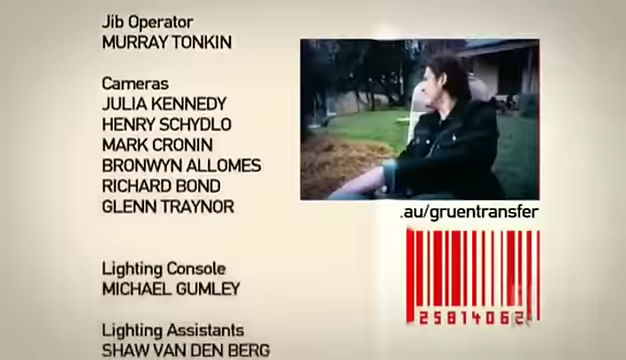 Jib Operator
MURRAY TONKIN
Cameras
JULIA KENNEDY
HENRY SCHYDLO
MARK CRONIN
BRONWYN ALLOMES
RICHARD BOND
GLENN TRAYNOR
.au/gruentransfer
25814062
Lighting Console
MICHAEL GUMLEY
Lighting Assistants
SHAW VAN DEN BERG